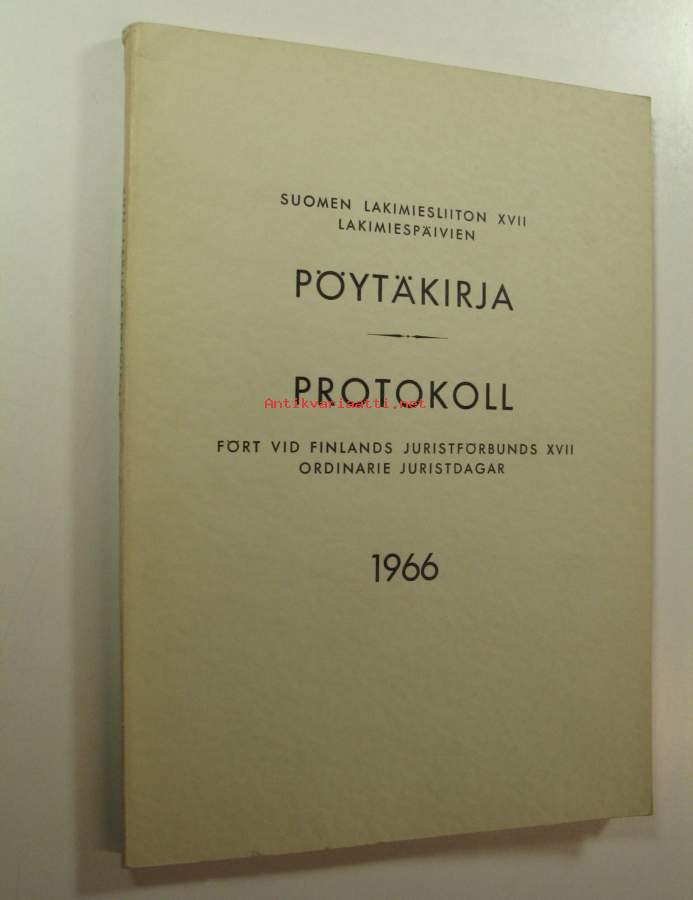 SUOMEN LAKIMIESLIITON XVII
LAKIMIESPÄIVIEN
PÖYTÄKIRJA
PROTOKOLL
Antikvariaatti.net
FÖRT VID FINLANDS JURISTFÖRBUNDS XVII
ORDINARIE JURISTDAGAR
1966